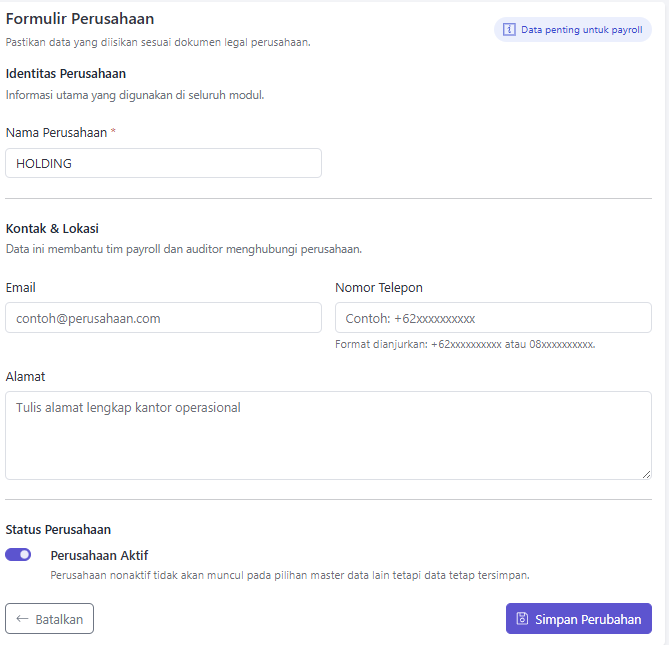 Formulir Perusahaan
Data penting untuk payroll
Pastikan data yang diisikan sesuai dokumen legal perusahaan.
Identitas Perusahaan
Informasi utama yang digunakan di seluruh modul.
Nama Perusahaan *
HOLDING
Kontak & Lokasi
Data ini membantu tim payroll dan auditor menghubungi perusahaan.
Email
Nomor Telepon
contoh@perusahaan.com
Contoh: +62xxxxxxxxxx
Format dianjurkan: +62xxxxxxxxxx atau 08xxxxxxxxxx.
Alamat
Tulis alamat lengkap kantor operasional
Status Perusahaan
Perusahaan Aktif
Perusahaan nonaktif tidak akan muncul pada pilihan master data lain tetapi data tetap tersimpan.
← Batalkan
Simpan Perubahan